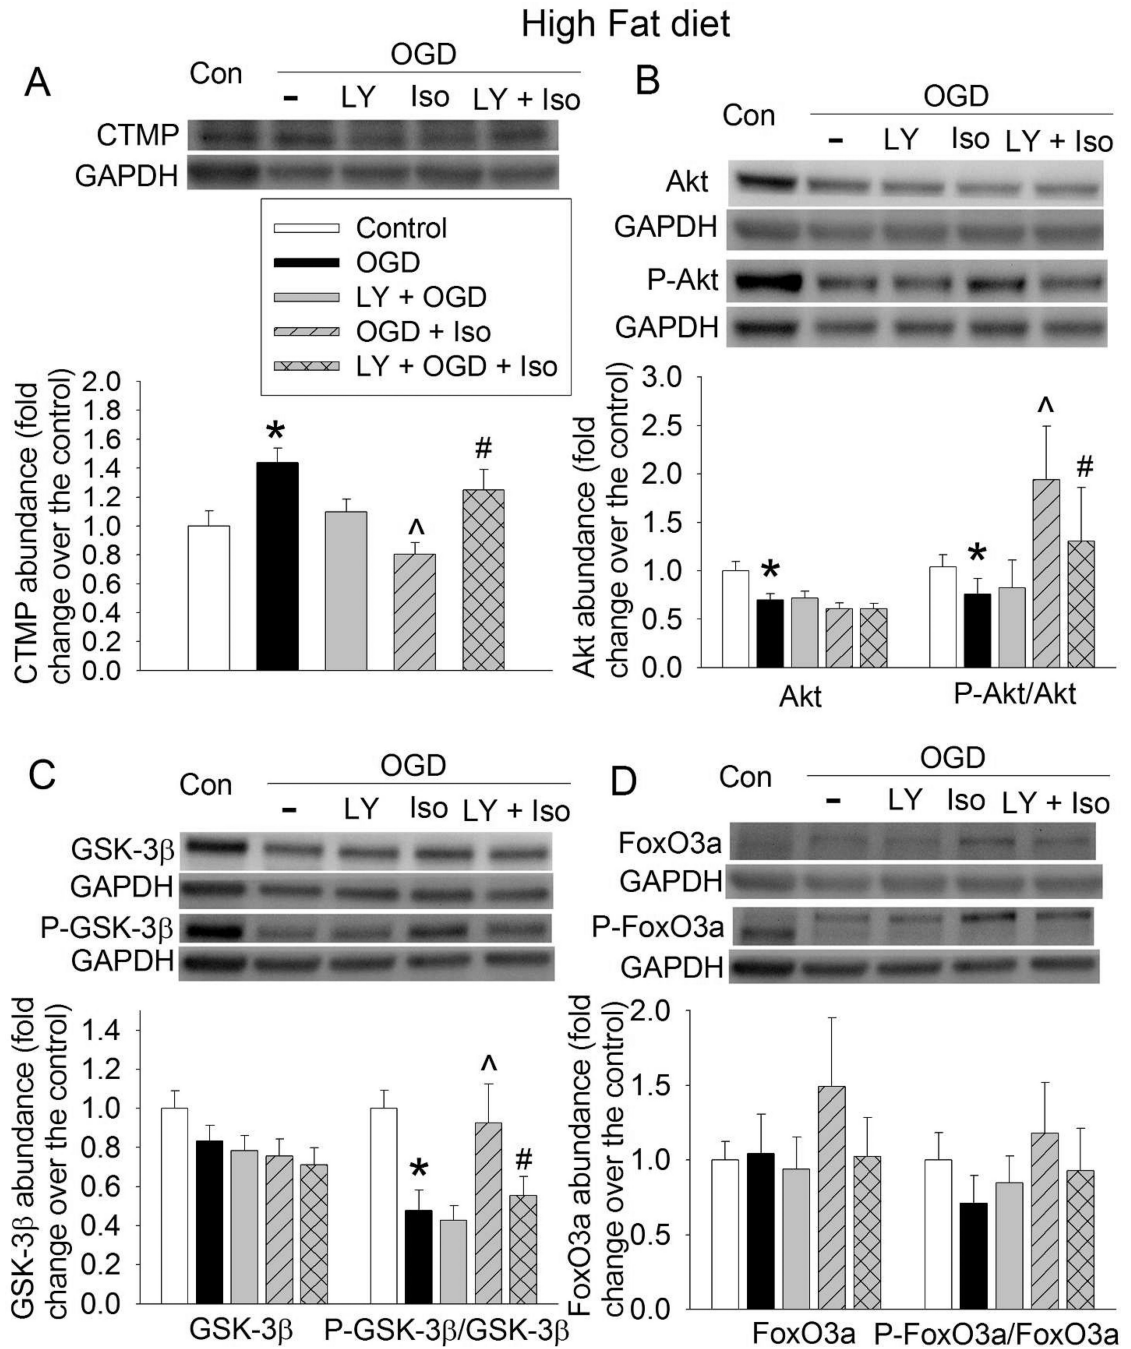 High Fat diet
A
Con
OGD
-
LY
Iso
LY + Iso
CTMP
GAPDH
Control
OGD
LY + OGD
OGD + Iso
LY + OGD + Iso
CTMP abundance (fold
change over the control)
2.0
1.8
1.6
1.4
1.2
1.0
0.8
0.6
0.4
0.2
0.0
*
^
#
B
Con
OGD
-
LY
Iso
LY + Iso
Akt
GAPDH
P-Akt
GAPDH
Akt abundance (fold
change over the control)
3.0
2.5
2.0
1.5
1.0
0.5
0.0
*
*
^
#
Akt
P-Akt/Akt
C
Con
OGD
-
LY
Iso
LY + Iso
GSK-3β
GAPDH
P-GSK-3β
GAPDH
GSK-3β abundance (fold
change over the control)
1.4
1.2
1.0
0.8
0.6
0.4
0.2
0.0
*
^
#
GSK-3β
P-GSK-3β/GSK-3β
D
Con
OGD
-
LY
Iso
LY + Iso
FoxO3a
GAPDH
P-FoxO3a
GAPDH
FoxO3a abundance (fold
change over the control)
2.0
1.5
1.0
0.5
0.0
FoxO3a
P-FoxO3a/FoxO3a